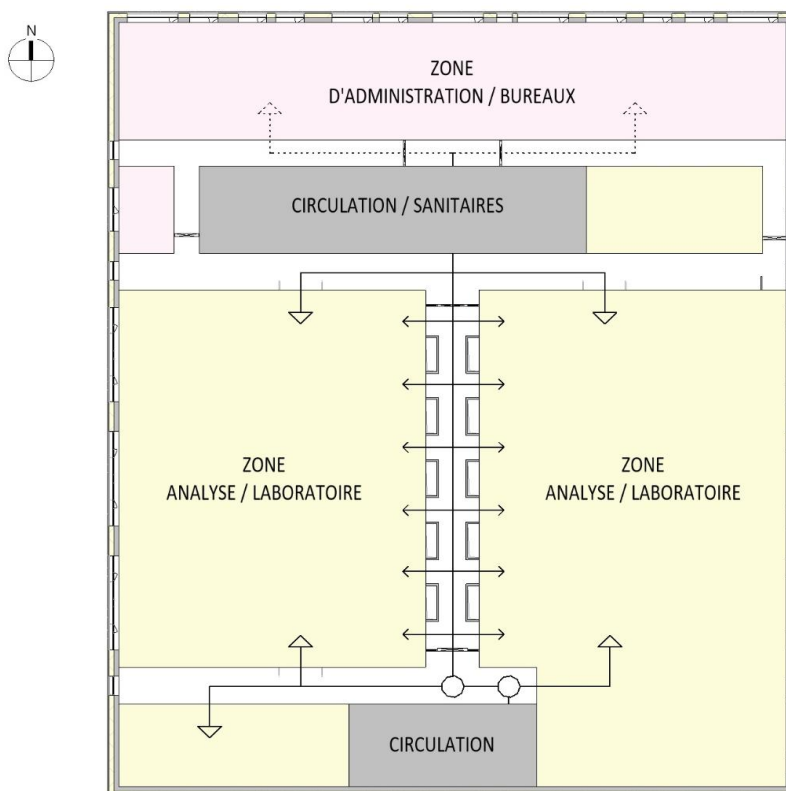 N
ZONE
D'ADMINISTRATION / BUREAUX
CIRCULATION / SANITAIRES
ZONE
ANALYSE / LABORATOIRE
ZONE
ANALYSE / LABORATOIRE
CIRCULATION